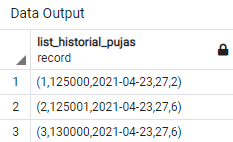 Data Output
list_historial_pujas
record
1 (1,125000,2021-04-23,27,2)
2 (2,125001,2021-04-23,27,6)
3 (3,130000,2021-04-23,27,6)